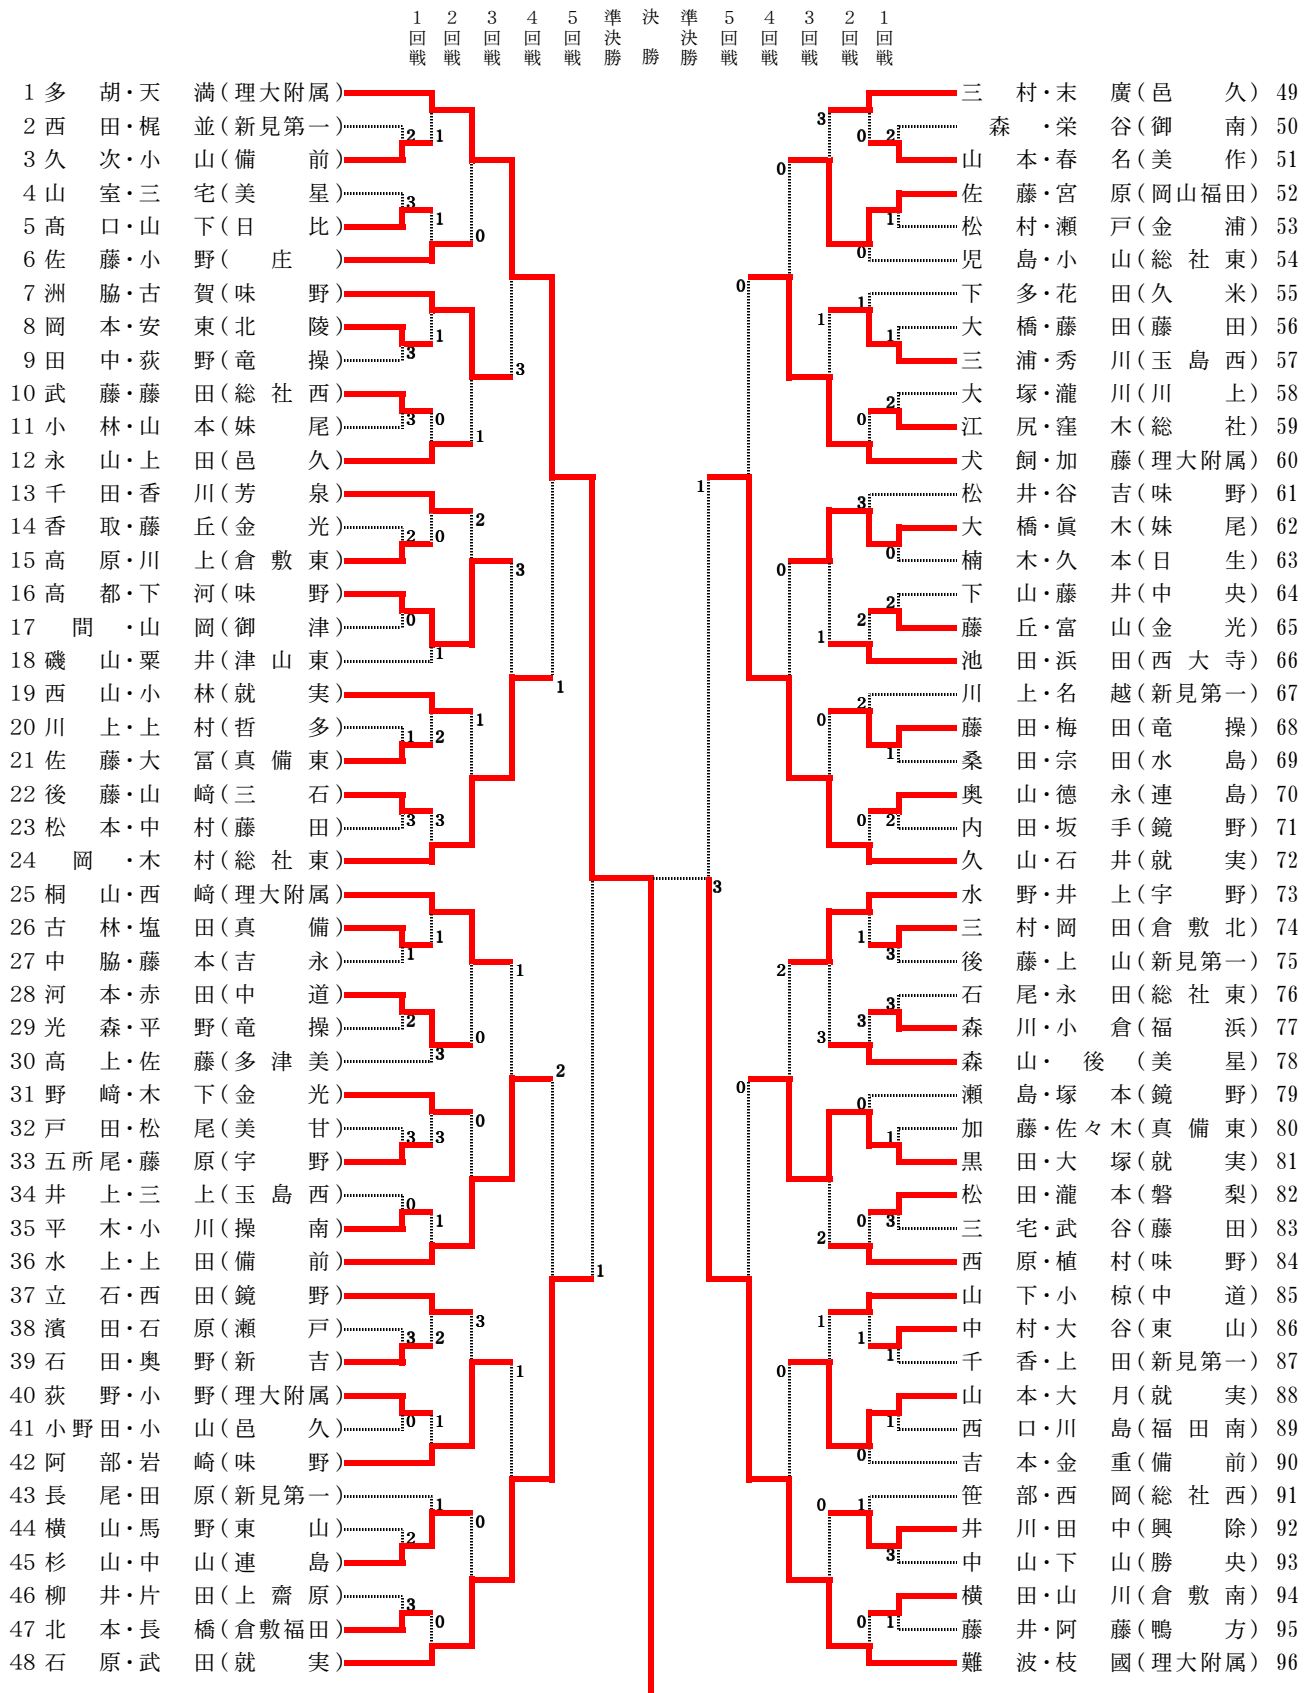 1回戦 2回戦 3回戦 4回戦 5回戦 準決勝 決勝 準決勝 5回戦 4回戦 3回戦 2回戦 1回戦
1 多胡・天満(理大附属) 三村・末廣(邑久) 49
2 西田・梶並(新見第一) 森・栄谷(御南) 50
3 久次・小山(備前) 山本・春名(美作) 51
4 山室・三宅(美星) 佐藤・宮原(岡山福田) 52
5 髙口・山下(日比) 松村・瀬戸(金浦) 53
6 佐藤・小野(庄) 児島・小山(総社東) 54
7 洲脇・古賀(味野) 下多・花田(久米) 55
8 岡本・安東(北陵) 大橋・藤田(藤田) 56
9 田中・荻野(竜操) 三浦・秀川(玉島西) 57
10 武藤・藤田(総社西) 大塚・瀧川(川上) 58
11 小林・山本(妹尾) 江尻・窪木(総社) 59
12 永山・上田(邑久) 犬飼・加藤(理大附属) 60
13 千田・香川(芳泉) 松井・谷吉(味野) 61
14 香取・藤丘(金光) 大橋・眞木(妹尾) 62
15 高原・川上(倉敷東) 楠木・久本(日生) 63
16 高都・下河(味野) 下山・藤井(中央) 64
17 間・山岡(御津) 藤丘・富山(金光) 65
18 磯山・粟井(津山東) 池田・浜田(西大寺) 66
19 西山・小林(就実) 川上・名越(新見第一) 67
20 川上・上村(哲多) 藤田・梅田(竜操) 68
21 佐藤・大冨(真備東) 桑田・宗田(水島) 69
22 後藤・山﨑(三石) 奥山・德永(連島) 70
23 松本・中村(藤田) 内田・坂手(鏡野) 71
24 岡・木村(総社東) 久山・石井(就実) 72
25 桐山・西﨑(理大附属) 水野・井上(宇野) 73
26 古林・塩田(真備) 三村・岡田(倉敷北) 74
27 中脇・藤本(吉永) 後藤・上山(新見第一) 75
28 河本・赤田(中道) 石尾・永田(総社東) 76
29 光森・平野(竜操) 森川・小倉(福浜) 77
30 高上・佐藤(多津美) 森山・後(美星) 78
31 野﨑・木下(金光) 瀬島・塚本(鏡野) 79
32 戸田・松尾(美甘) 加藤・佐々木(真備東) 80
33 五所尾・藤原(宇野) 黒田・大塚(就実) 81
34 井上・三上(玉島西) 松田・瀧本(磐梨) 82
35 平木・小川(操南) 三宅・武谷(藤田) 83
36 水上・上田(備前) 西原・植村(味野) 84
37 立石・西田(鏡野) 山下・小椋(中道) 85
38 濱田・石原(瀬戸) 中村・大谷(東山) 86
39 石田・奥野(新吉) 千香・上田(新見第一) 87
40 荻野・小野(理大附属) 山本・大月(就実) 88
41 小野田・小山(邑久) 西口・川島(福田南) 89
42 阿部・岩崎(味野) 吉本・金重(備前) 90
43 長尾・田原(新見第一) 笹部・西岡(総社西) 91
44 横山・馬野(東山) 井川・田中(興除) 92
45 杉山・中山(連島) 中山・下山(勝央) 93
46 柳井・片田(上齋原) 横田・山川(倉敷南) 94
47 北本・長橋(倉敷福田) 藤井・阿藤(鴨方) 95
48 石原・武田(就実) 難波・枝國(理大附属) 96